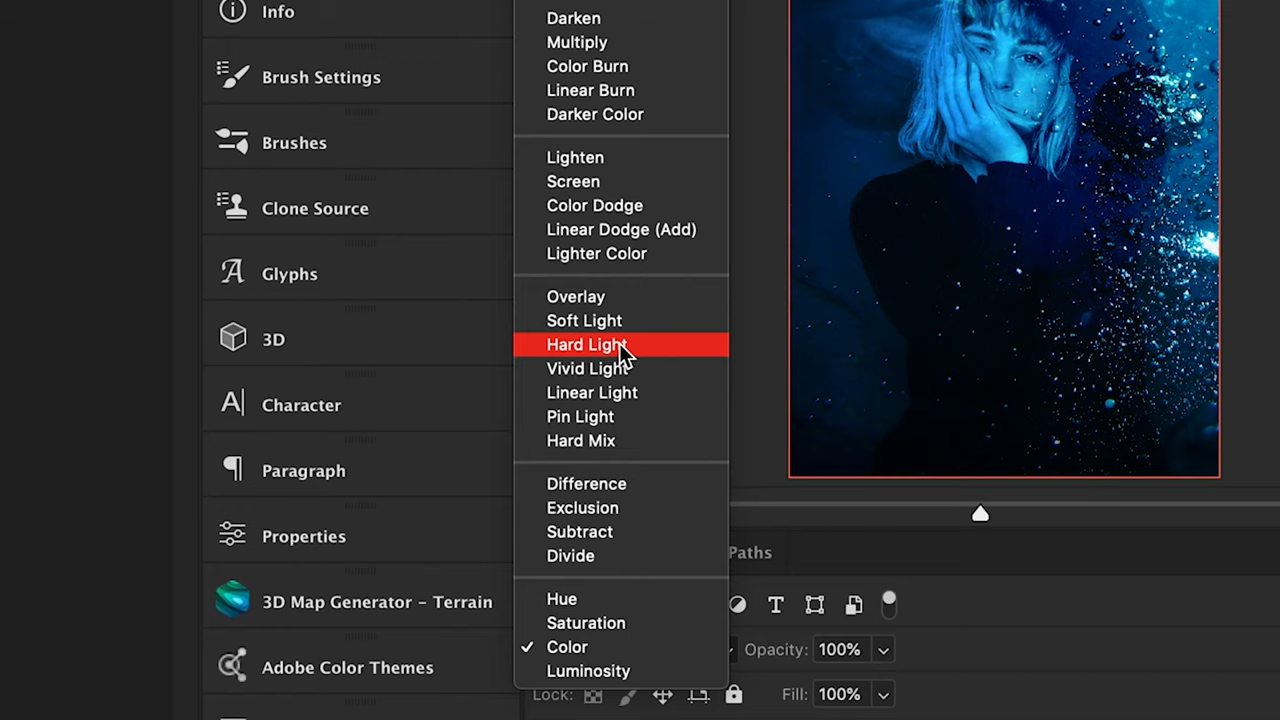 Info
Brush Settings
Brushes
Clone Source
Glyphs
3D
Character
Paragraph
Properties
3D Map Generator – Terrain
Adobe Color Themes
Darken
Multiply
Color Burn
Linear Burn
Darker Color
Lighten
Screen
Color Dodge
Linear Dodge (Add)
Lighter Color
Overlay
Soft Light
Hard Light
Vivid Light
Linear Light
Pin Light
Hard Mix
Difference
Exclusion
Subtract
Divide
Hue
Saturation
Color
Luminosity
Paths
Opacity: 100%
Lock: Fill: 100%